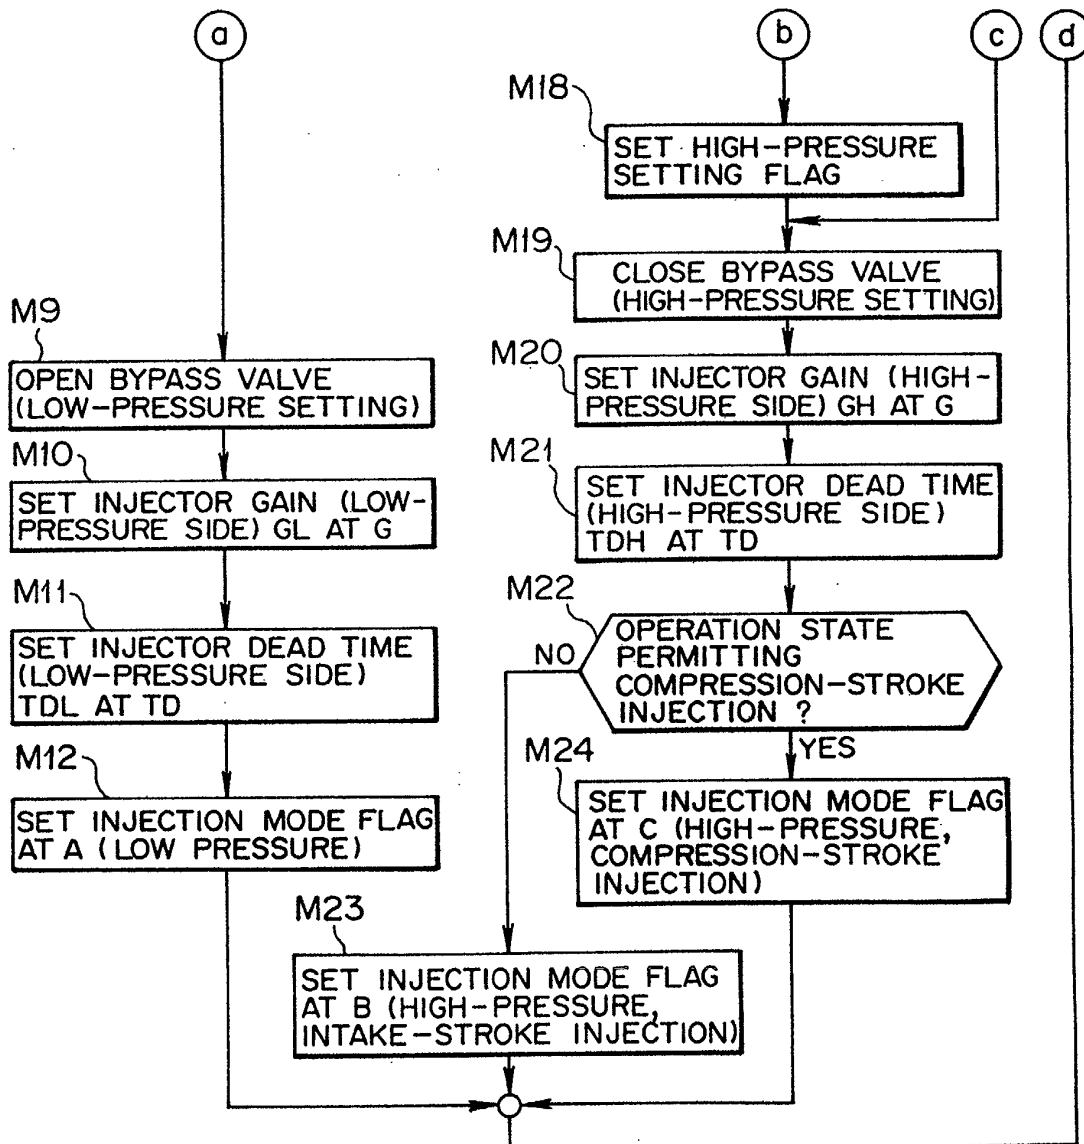 a
b
c
d
M18
SET HIGH-PRESSURE
SETTING FLAG
M19
CLOSE BYPASS VALVE
(HIGH-PRESSURE SETTING)
M9
OPEN BYPASS VALVE
(LOW-PRESSURE SETTING)
M20
SET INJECTOR GAIN (HIGH-
PRESSURE SIDE) GH AT G
M10
SET INJECTOR GAIN (LOW-
PRESSURE SIDE) GL AT G
M21
SET INJECTOR DEAD TIME
(HIGH-PRESSURE SIDE)
TDH AT TD
M11
SET INJECTOR DEAD TIME
(LOW-PRESSURE SIDE)
TDL AT TD
M22
OPERATION STATE
PERMITTING
COMPRESSION-STROKE
INJECTION ?
NO
YES
M12
SET INJECTION MODE FLAG
AT A (LOW PRESSURE)
M24
SET INJECTION MODE FLAG
AT C (HIGH-PRESSURE,
COMPRESSION-STROKE
INJECTION)
M23
SET INJECTION MODE FLAG
AT B (HIGH-PRESSURE,
INTAKE-STROKE INJECTION)